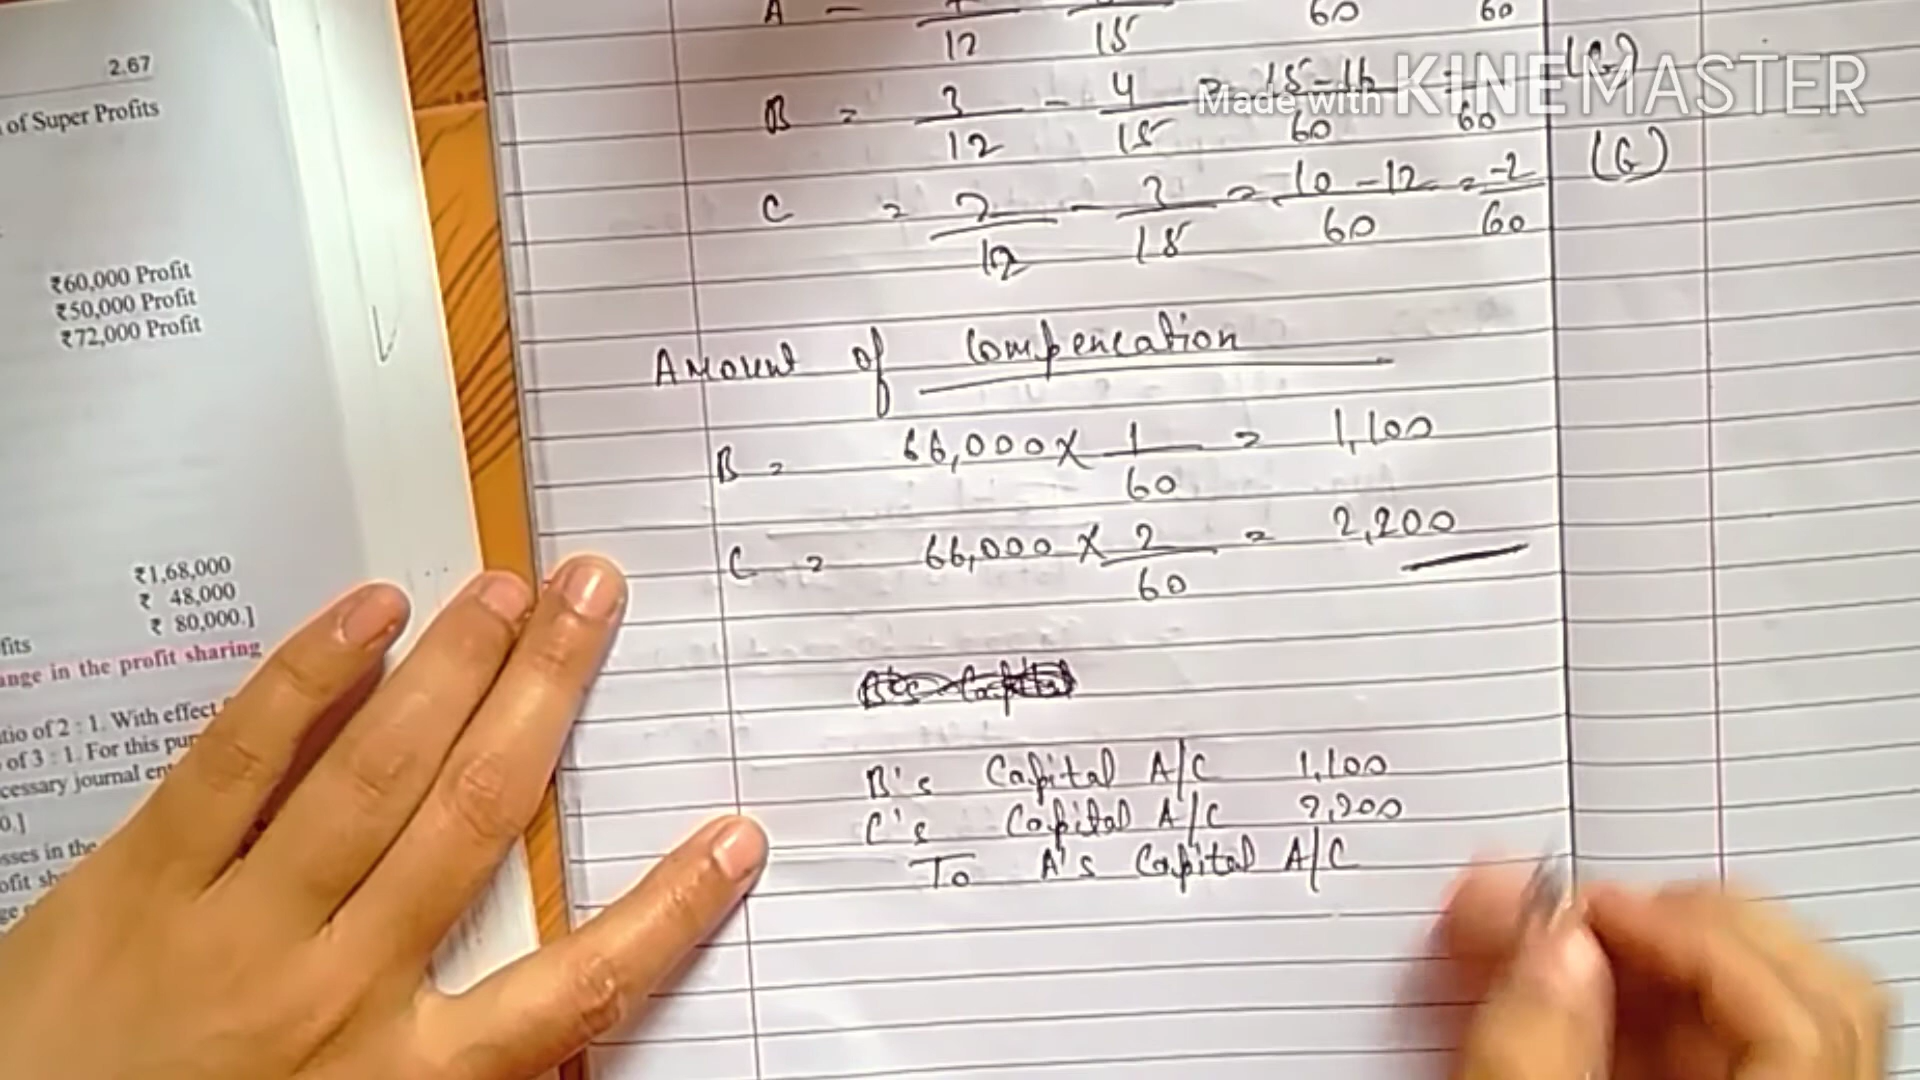 2.67
of Super Profits
₹60,000 Profit
₹50,000 Profit
₹72,000 Profit
₹1,68,000
₹ 48,000
₹ 80,000.]
fits
ange in the profit sharing
tio of 2 : 1. With effect
of 3 : 1. For this pur
cessary journal en
0.]
sses in the
ofit sh
A - 12 15 60 60
B = 3/12 - 4/15 = 15-16/60 = 60 (G)
C = 2/12 - 3/15 = 10-12/60 = -2/60 (G)
Made with KINEMASTER
Amount of Compencation
B = 66,000 x 1/60 = 1,100
C = 66,000 x 2/60 = 2,200
B's Capital A/C 1,100
C's Capital A/C 2,200
To A's Capital A/C